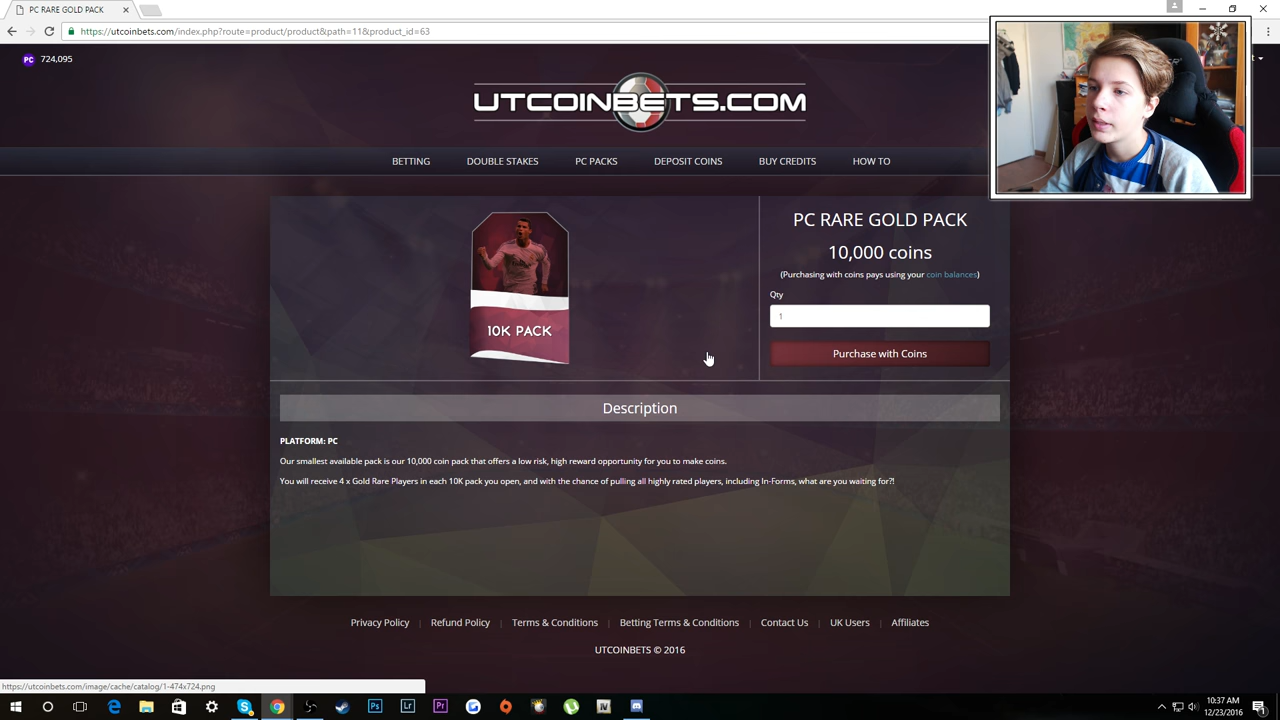 PC RARE GOLD PACK
https://utcoinbets.com/index.php?route=product/product&path=11&product_id=63
PC 724,095
UTCOINBETS.COM
BETTING DOUBLE STAKES PC PACKS DEPOSIT COINS BUY CREDITS HOW TO
10K PACK
PC RARE GOLD PACK
10,000 coins
(Purchasing with coins pays using your coin balances)
Qty
1
Purchase with Coins
Description
PLATFORM: PC
Our smallest available pack is our 10,000 coin pack that offers a low risk, high reward opportunity for you to make coins.
You will receive 4 x Gold Rare Players in each 10K pack you open, and with the chance of pulling all highly rated players, including In-Forms, what are you waiting for?!
Privacy Policy | Refund Policy | Terms & Conditions | Betting Terms & Conditions | Contact Us | UK Users | Affiliates
UTCOINBETS © 2016
https://utcoinbets.com/image/cache/catalog/1-474x724.png
Ps Lr Pr IV
10:37 AM
12/23/2016